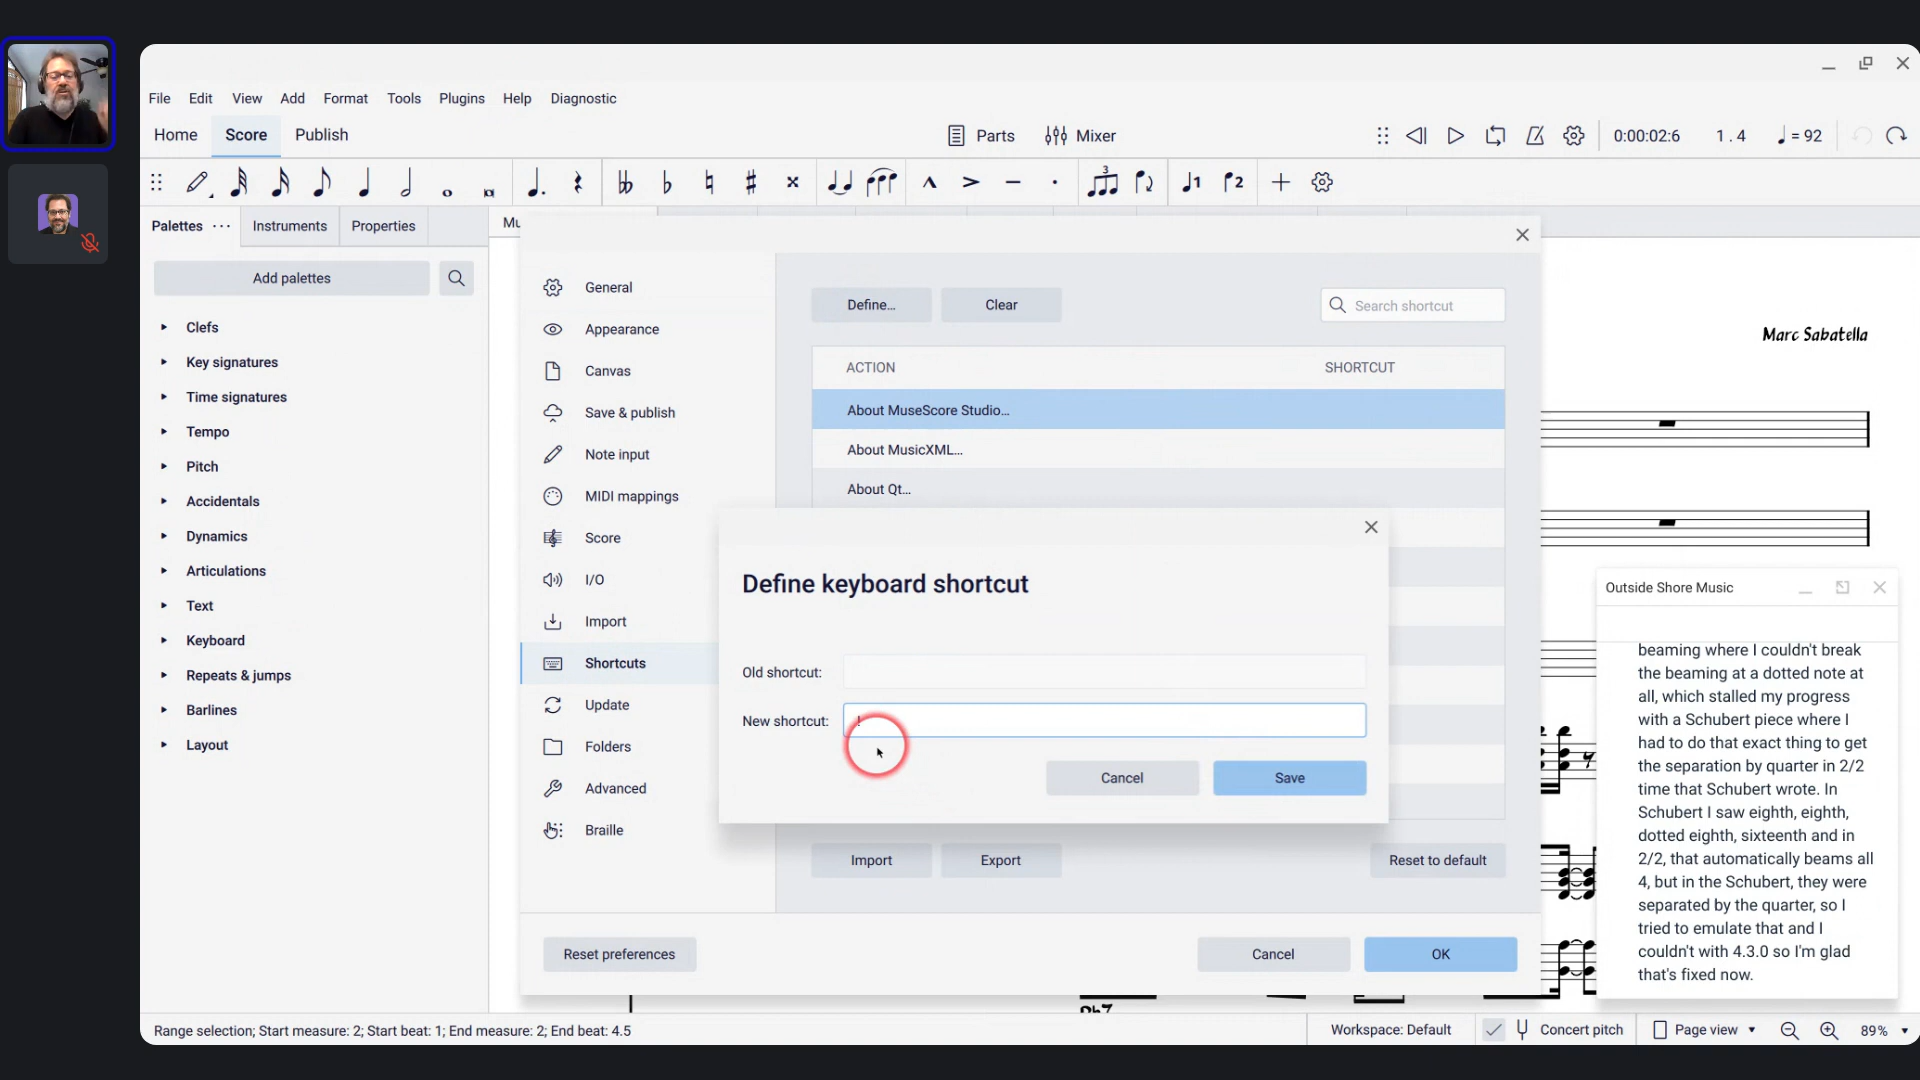 File Edit View Add Format Tools Plugins Help Diagnostic
Home Score Publish
Parts Mixer
0:00:02:6 1 . 4 = 92
3
1 2
Palettes ··· Instruments Properties
Add palettes
Clefs
Key signatures
Time signatures
Tempo
Pitch
Accidentals
Dynamics
Articulations
Text
Keyboard
Repeats & jumps
Barlines
Layout
Mu
General
Appearance
Canvas
Save & publish
Note input
MIDI mappings
Score
I/O
Import
Shortcuts
Update
Folders
Advanced
Braille
Define...
Clear
Search shortcut
ACTION SHORTCUT
About MuseScore Studio...
About MusicXML...
About Qt...
Define keyboard shortcut
Old shortcut:
New shortcut: !
Cancel Save
Import Export Reset to default
Reset preferences Cancel OK
Marc Sabatella
Outside Shore Music
beaming where I couldn't break
the beaming at a dotted note at
all, which stalled my progress
with a Schubert piece where I
had to do that exact thing to get
the separation by quarter in 2/2
time that Schubert wrote. In
Schubert I saw eighth, eighth,
dotted eighth, sixteenth and in
2/2, that automatically beams all
4, but in the Schubert, they were
separated by the quarter, so I
tried to emulate that and I
couldn't with 4.3.0 so I'm glad
that's fixed now.
Range selection; Start measure: 2; Start beat: 1; End measure: 2; End beat: 4.5
Workspace: Default Concert pitch Page view 89%